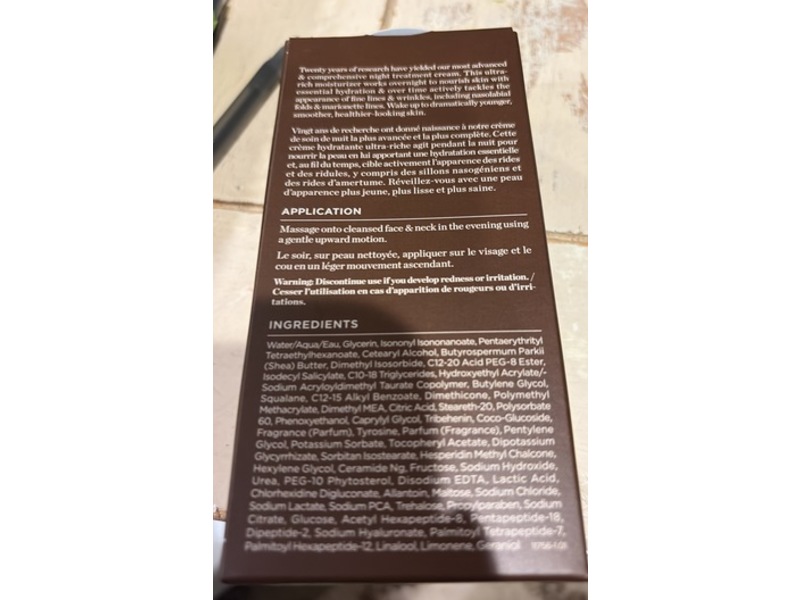 Twenty years of research have yielded our most advanced
& comprehensive night treatment cream. This ultra-
rich moisturizer works overnight to nourish skin with
essential hydration & over time actively tackles the
appearance of fine lines & wrinkles, including nasolabial
folds & marionette lines. Wake up to dramatically younger,
smoother, healthier-looking skin.
Vingt ans de recherche ont donné naissance à notre crème
de soin de nuit la plus avancée et la plus complète. Cette
crème hydratante ultra-riche agit pendant la nuit pour
nourrir la peau en lui apportant une hydratation essentielle
et, au fil du temps, cible activement l'apparence des rides
et des ridules, y compris des sillons nasogéniens et
des rides d'amertume. Réveillez-vous avec une peau
d'apparence plus jeune, plus lisse et plus saine.
APPLICATION
Massage onto cleansed face & neck in the evening using
a gentle upward motion.
Le soir, sur peau nettoyée, appliquer sur le visage et le
cou en un léger mouvement ascendant.
Warning: Discontinue use if you develop redness or irritation. /
Cesser l'utilisation en cas d'apparition de rougeurs ou d'irri-
tations.
INGREDIENTS
Water/Aqua/Eau, Glycerin, Isononyl Isononanoate, Pentaerythrityl
Tetraethylhexanoate, Cetearyl Alcohol, Butyrospermum Parkii
(Shea) Butter, Dimethyl Isosorbide, C12-20 Acid PEG-8 Ester,
Isodecyl Salicylate, C10-18 Triglycerides, Hydroxyethyl Acrylate/-
Sodium Acryloyldimethyl Taurate Copolymer, Butylene Glycol,
Squalane, C12-15 Alkyl Benzoate, Dimethicone, Polymethyl
Methacrylate, Dimethyl MEA, Citric Acid, Steareth-20, Polysorbate
60, Phenoxyethanol, Caprylyl Glycol, Tribehenin, Coco-Glucoside,
Fragrance (Parfum), Tyrosine, Parfum (Fragrance), Pentylene
Glycol, Potassium Sorbate, Tocopheryl Acetate, Dipotassium
Glycyrrhizate, Sorbitan Isostearate, Hesperidin Methyl Chalcone,
Hexylene Glycol, Ceramide Ng, Fructose, Sodium Hydroxide,
Urea, PEG-10 Phytosterol, Disodium EDTA, Lactic Acid,
Chlorhexidine Digluconate, Allantoin, Maltose, Sodium Chloride,
Sodium Lactate, Sodium PCA, Trehalose, Propylparaben, Sodium
Citrate, Glucose, Acetyl Hexapeptide-8, Pentapeptide-18,
Dipeptide-2, Sodium Hyaluronate, Palmitoyl Tetrapeptide-7,
Palmitoyl Hexapeptide-12, Linalool, Limonene, Geraniol